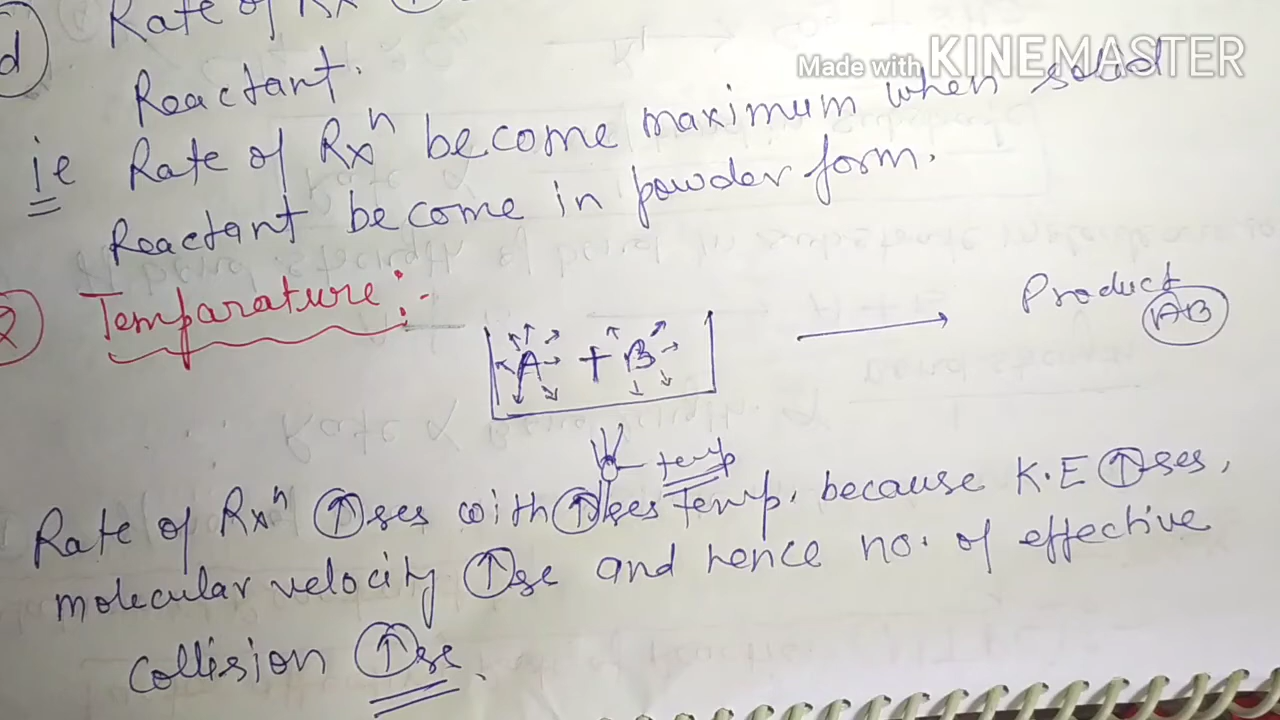 d Rate of Rxⁿ
Made with KINEMASTER
Reactant.
ie Rate of Rxⁿ become maximum when solid
Reactant become in powder form.
2 Temparature:-
A + B → Product
AB
temp
Rate of Rxⁿ ↑ses with ↑ses Temp. because K.E ↑ses,
molecular velocity ↑se and hence no. of effective
collision ↑se.